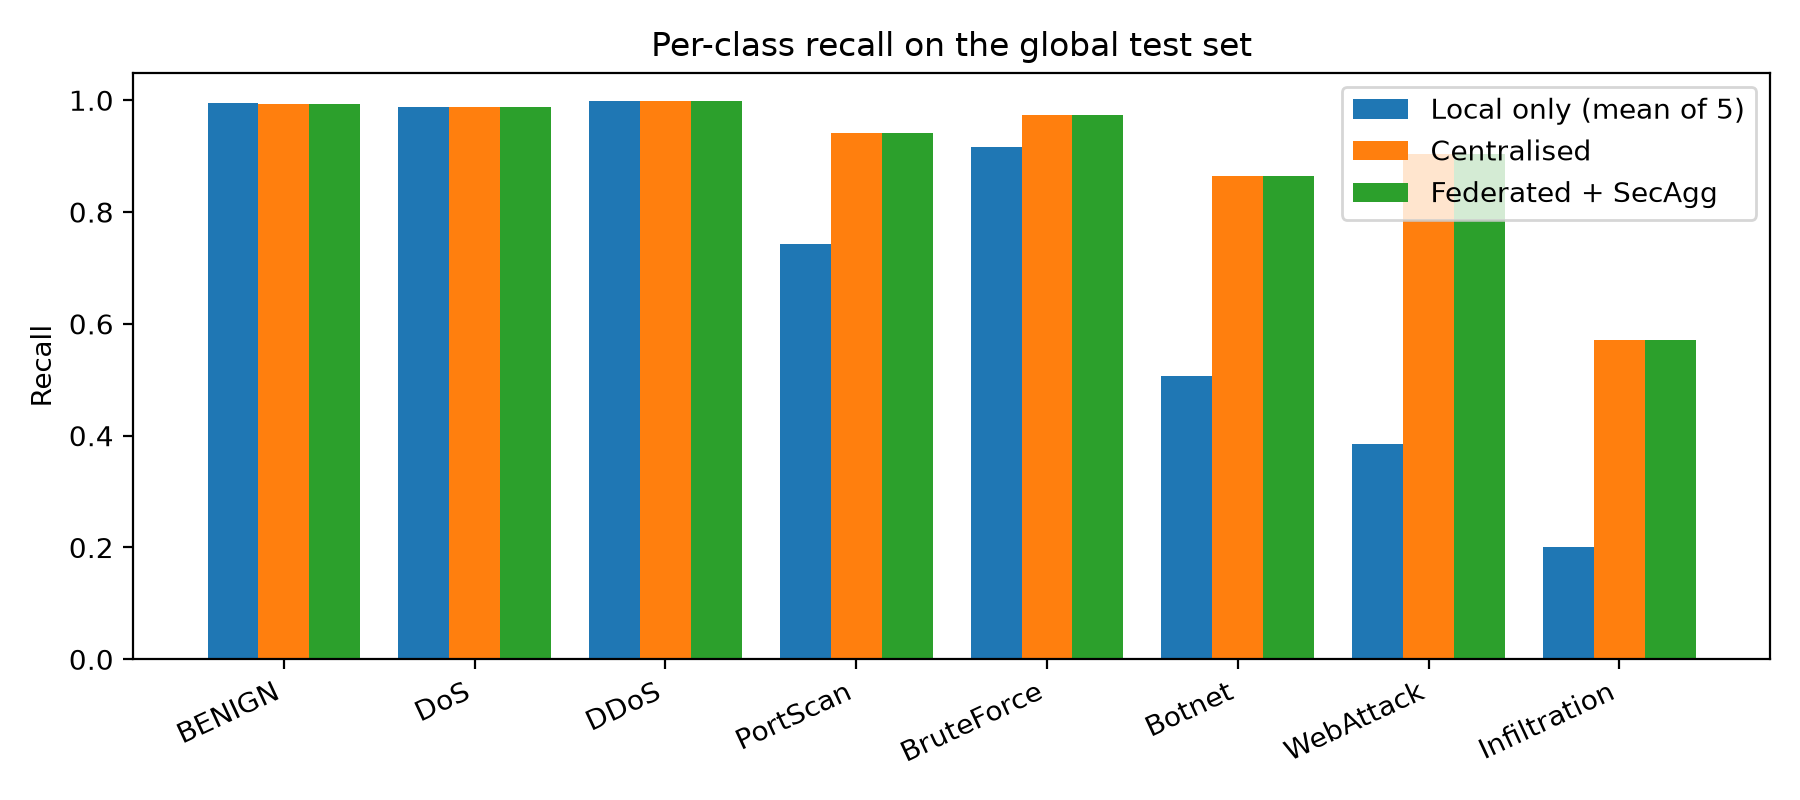 Per-class recall on the global test set
Recall
1.0
0.8
0.6
0.4
0.2
0.0
Local only (mean of 5)
Centralised
Federated + SecAgg
BENIGN
DoS
DDoS
PortScan
BruteForce
Botnet
WebAttack
Infiltration